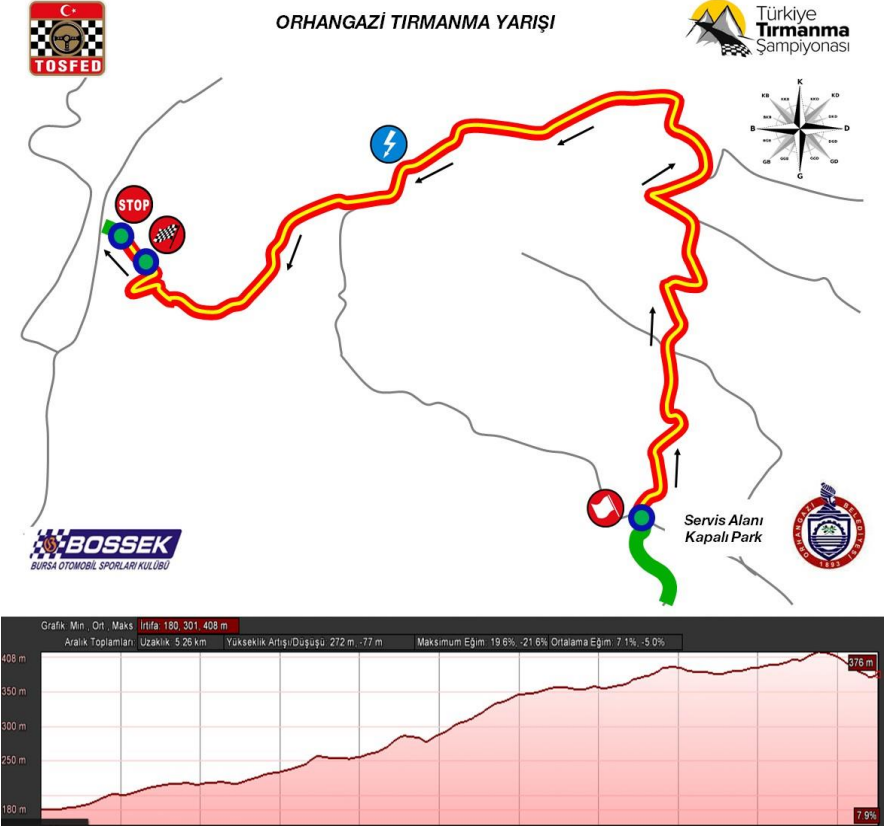 ORHANGAZİ TIRMANMA YARIŞI
TOSFED
Türkiye
Tırmanma
Şampiyonası
K
KB
KD
B
D
GB
GD
G
STOP
Servis Alanı
Kapalı Park
ORHANGAZİ BELEDİYESİ
1893
BOSSEK
BURSA OTOMOBİL SPORLARI KULÜBÜ
Grafik: Min., Ort., Maks. İrtifa: 180, 301, 408 m
Aralık Toplamları: Uzaklık: 5.26 km Yükseklik Artışı/Düşüşü: 272 m, -77 m Maksimum Eğim: 19.6%, -21.6% Ortalama Eğim: 7.1%, -5.0%
408 m
376 m
350 m
300 m
250 m
180 m
7.9%